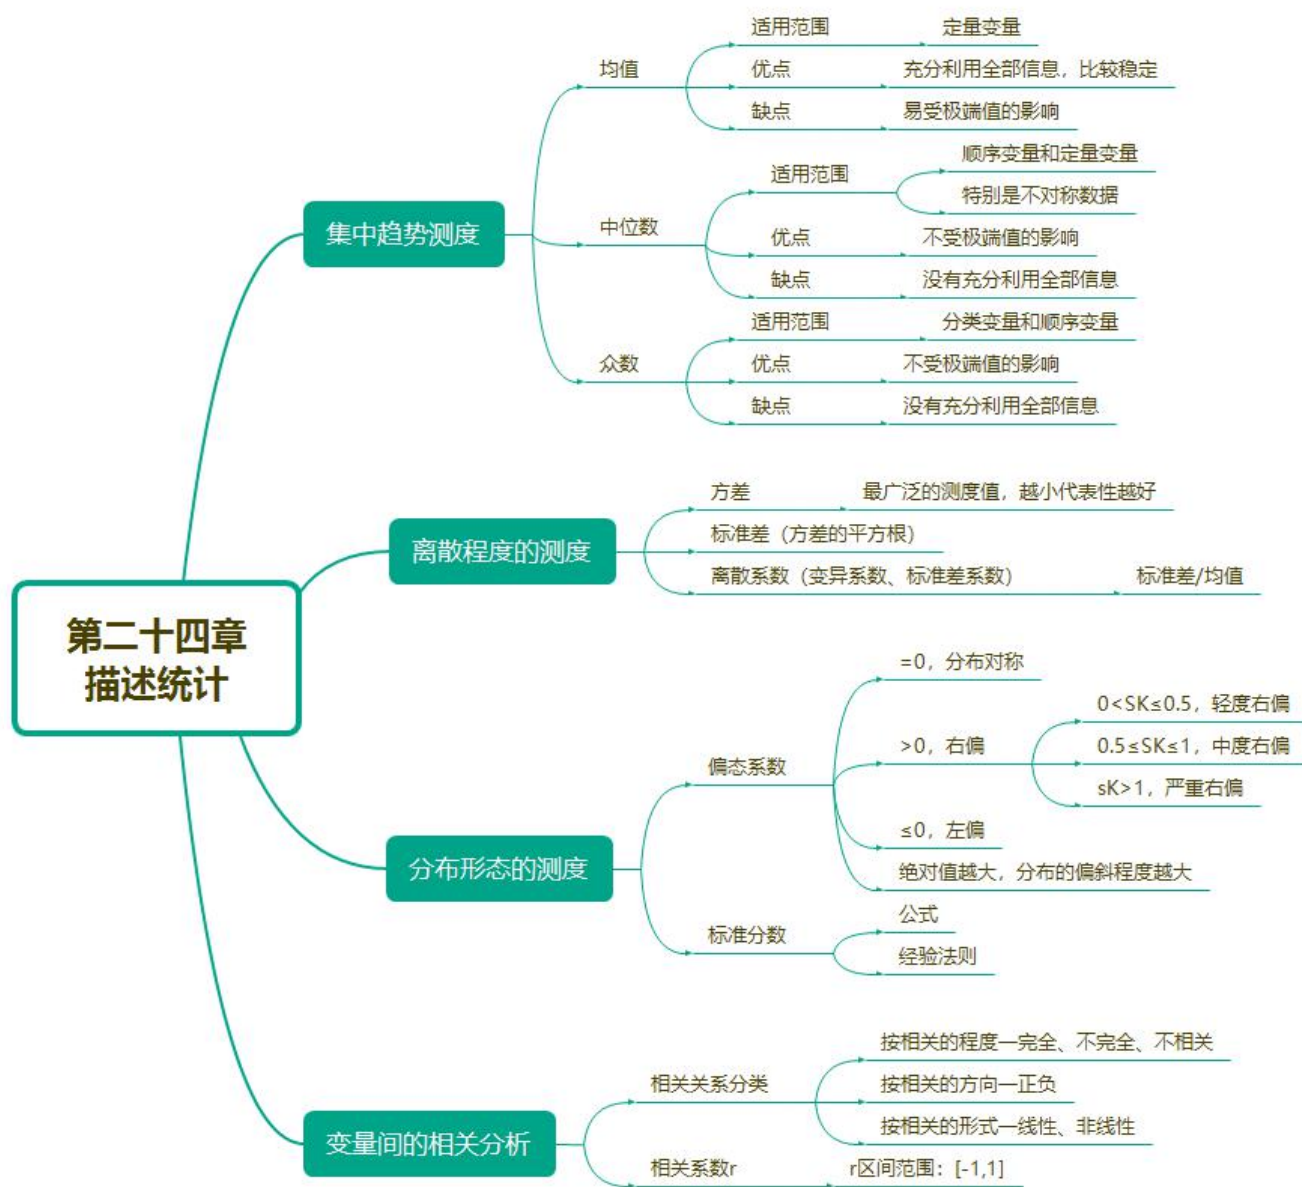 第二十四章
描述统计
集中趋势测度
均值
适用范围
定量变量
优点
充分利用全部信息，比较稳定
缺点
易受极端值的影响
中位数
适用范围
顺序变量和定量变量
特别是不对称数据
优点
不受极端值的影响
缺点
没有充分利用全部信息
众数
适用范围
分类变量和顺序变量
优点
不受极端值的影响
缺点
没有充分利用全部信息
离散程度的测度
方差
最广泛的测度值，越小代表性越好
标准差（方差的平方根）
离散系数（变异系数、标准差系数）
标准差/均值
分布形态的测度
偏态系数
=0，分布对称
>0，右偏
0<SK≤0.5，轻度右偏
0.5≤SK≤1，中度右偏
sK>1，严重右偏
≤0，左偏
绝对值越大，分布的偏斜程度越大
标准分数
公式
经验法则
变量间的相关分析
相关关系分类
按相关的程度—完全、不完全、不相关
按相关的方向—正负
按相关的形式—线性、非线性
相关系数r
r区间范围：[-1,1]